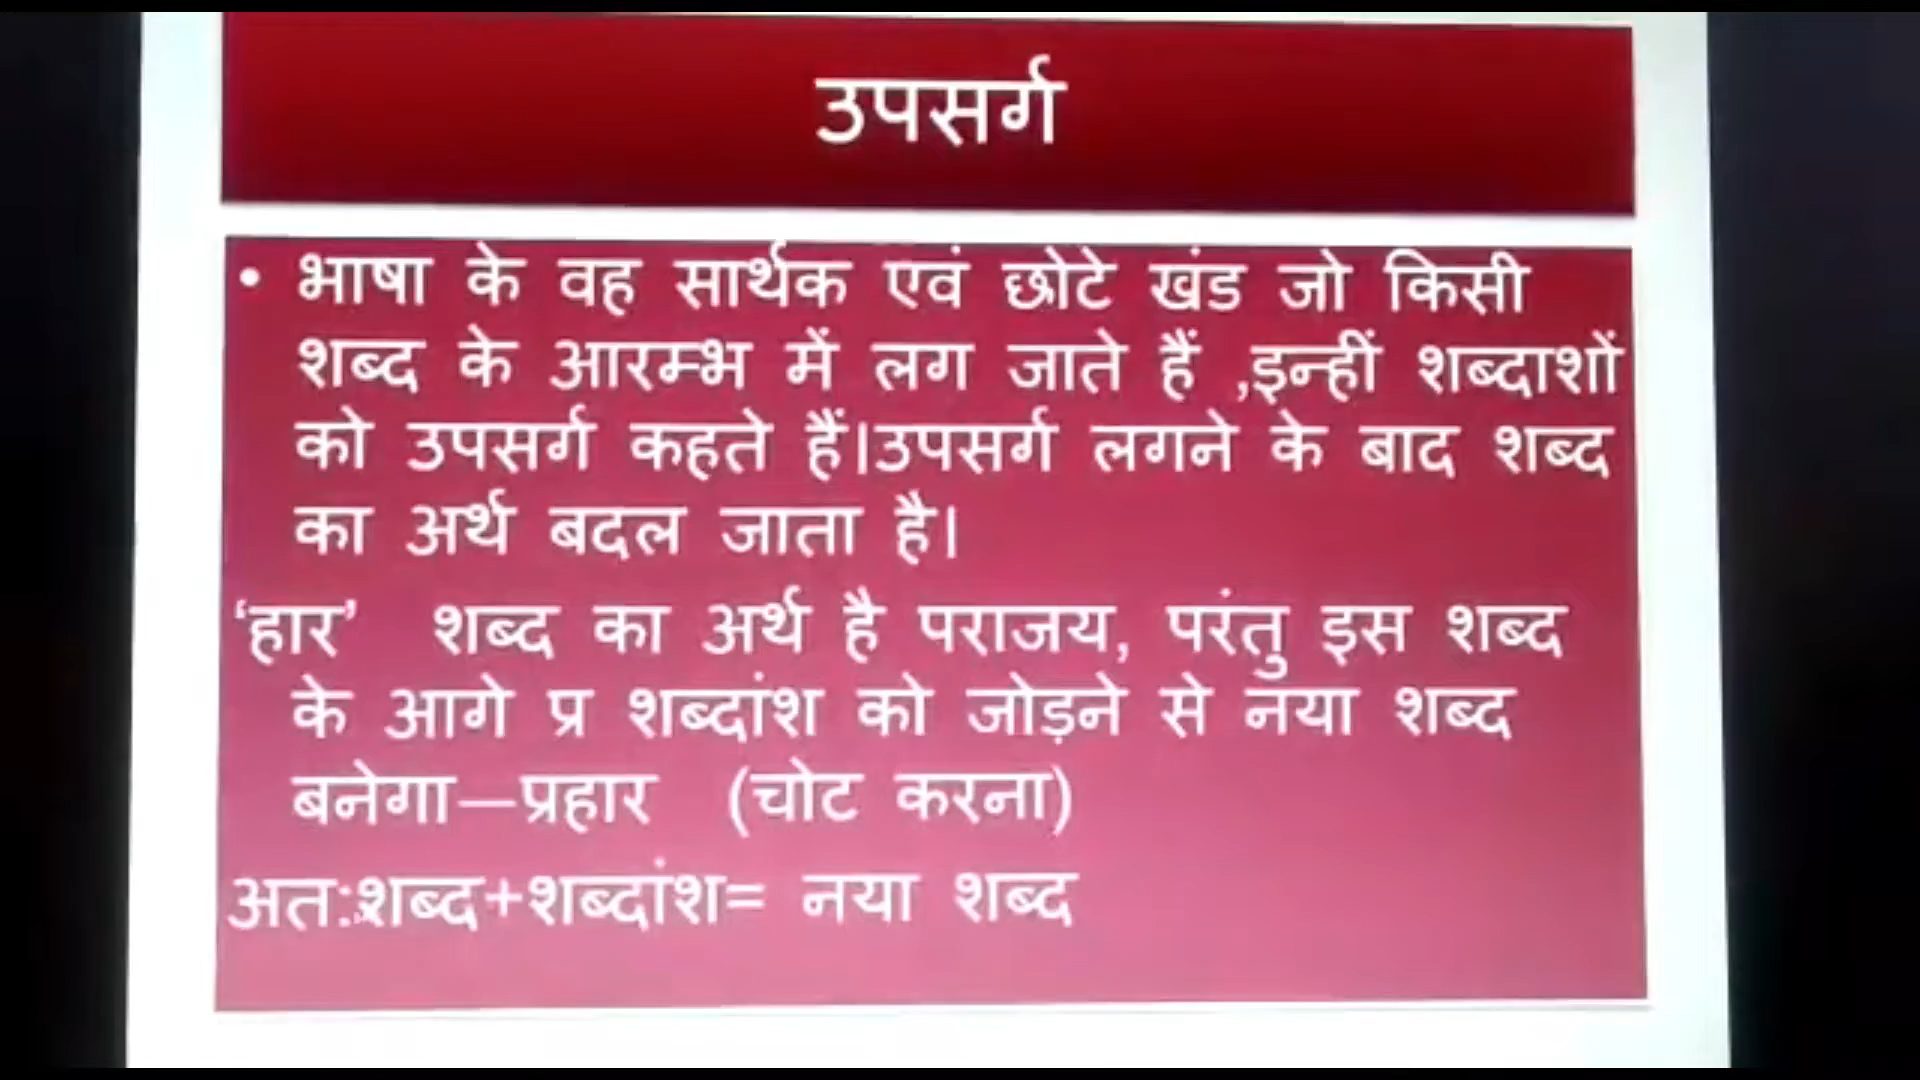 उपसर्ग
• भाषा के वह सार्थक एवं छोटे खंड जो किसी
शब्द के आरम्भ में लग जाते हैं ,इन्हीं शब्दाशों
को उपसर्ग कहते हैं।उपसर्ग लगने के बाद शब्द
का अर्थ बदल जाता है।
‘हार’ शब्द का अर्थ है पराजय, परंतु इस शब्द
के आगे प्र शब्दांश को जोड़ने से नया शब्द
बनेगा—प्रहार (चोट करना)
अत:शब्द+शब्दांश= नया शब्द